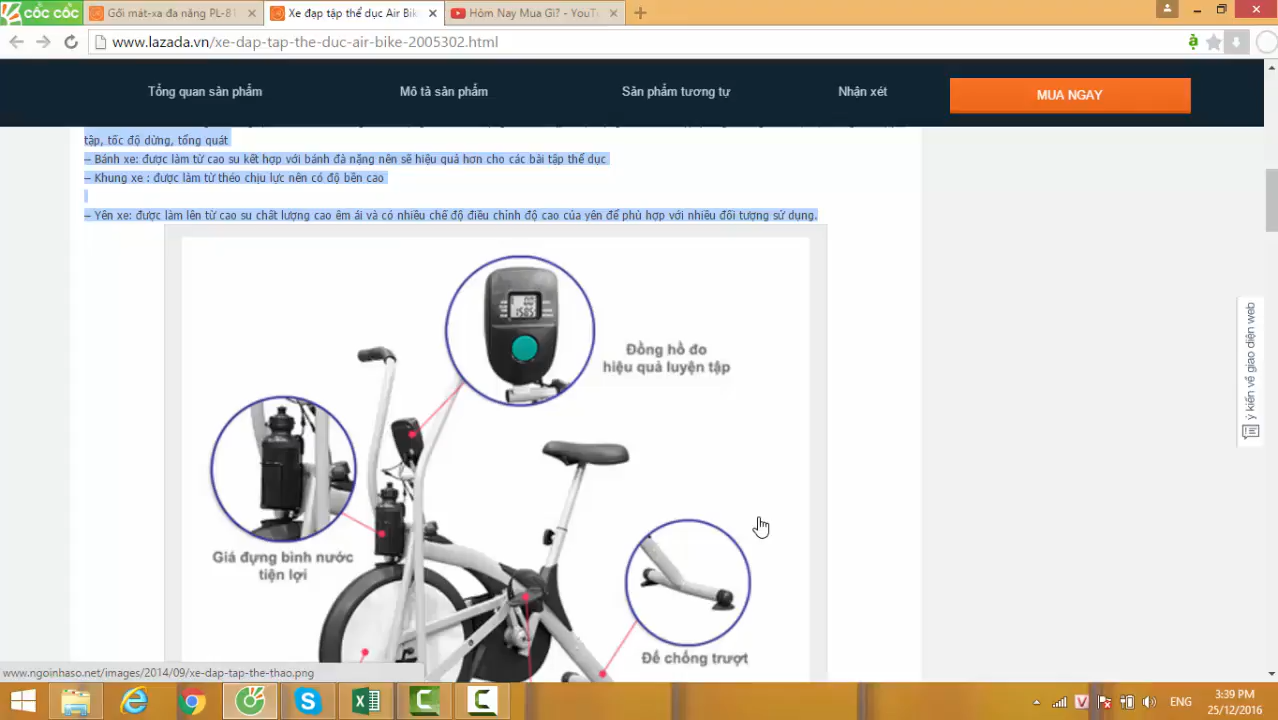 cốc cốc
Gối mát-xa đa năng PL-81
Xe đạp tập thể dục Air Bik
Hôm Nay Mua Gì? - YouTu
www.lazada.vn/xe-dap-tap-the-duc-air-bike-2005302.html
Tổng quan sản phẩm
Mô tả sản phẩm
Sản phẩm tương tự
Nhận xét
MUA NGAY
tập, tốc độ dừng, tổng quát
– Bánh xe: được làm từ cao su kết hợp với bánh đà nặng nên sẽ hiệu quả hơn cho các bài tập thể dục
– Khung xe : được làm từ théo chịu lực nên có độ bền cao
– Yên xe: được làm lên từ cao su chất lượng cao êm ái và có nhiều chế độ điều chỉnh độ cao của yên để phù hợp với nhiều đối tượng sử dụng.
Đồng hồ đo
hiệu quả luyện tập
ý kiến về giao diện web
Giá đựng bình nước
tiện lợi
Đế chống trượt
www.ngoinhaso.net/images/2014/09/xe-dap-tap-the-thao.png
ENG
3:39 PM
25/12/2016